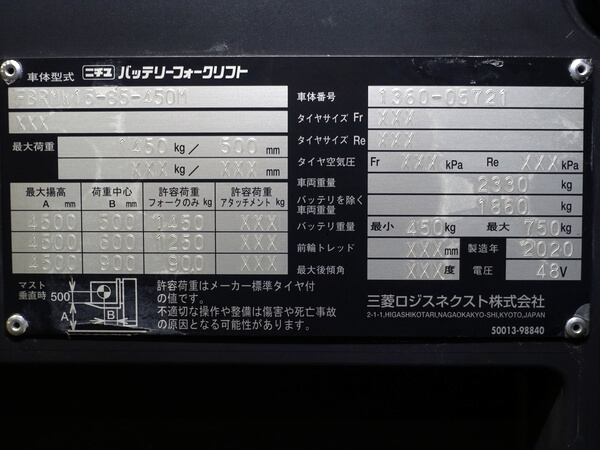 車体型式 ニチユ バッテリーフォークリフト
車体番号 1360-05721
XXX
タイヤサイズ Fr XXX
タイヤサイズ Re XXX
最大荷重 1450 kg / 500 mm
XXX kg / XXX mm
タイヤ空気圧 Fr XXX kPa Re XXX kPa
車両重量 2330 kg
バッテリを除く車両重量 1860 kg
バッテリ重量 最小 450 kg 最大 750 kg
前輪トレッド XXX mm 製造年 2020
最大後傾角 XXX 度 電圧 48 V
最大揚高 A mm 荷重中心 B mm 許容荷重 フォークのみ kg 許容荷重 アタッチメント kg
4500 500 1450 XXX
4500 600 1250 XXX
4500 900 900 XXX
マスト垂直時 500 A B
許容荷重はメーカー標準タイヤ付
の値です。
不適切な操作や整備は傷害や死亡事故
の原因となる可能性があります。
三菱ロジスネクスト株式会社
2-1-1,HIGASHIKOTARI,NAGAOKAKYO-SHI,KYOTO,JAPAN
50013-98840